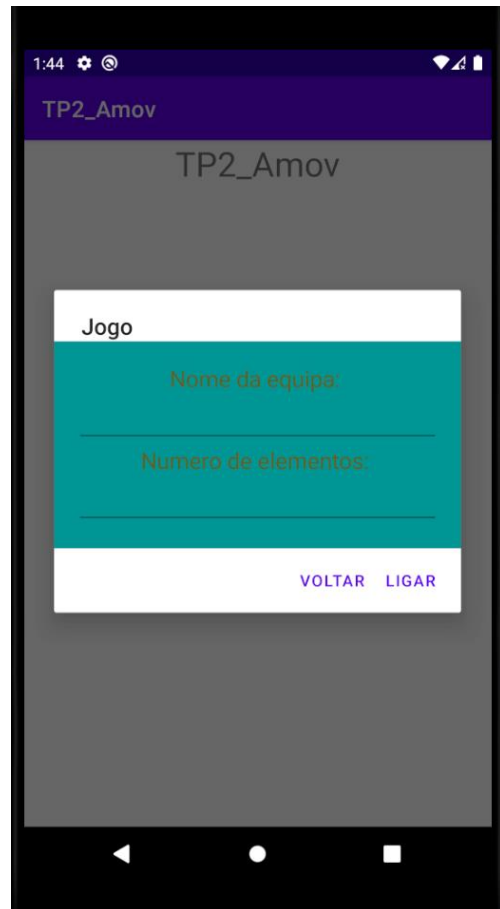 1:44
TP2_Amov
TP2_Amov
Jogo
Nome da equipa:
Numero de elementos:
VOLTAR LIGAR